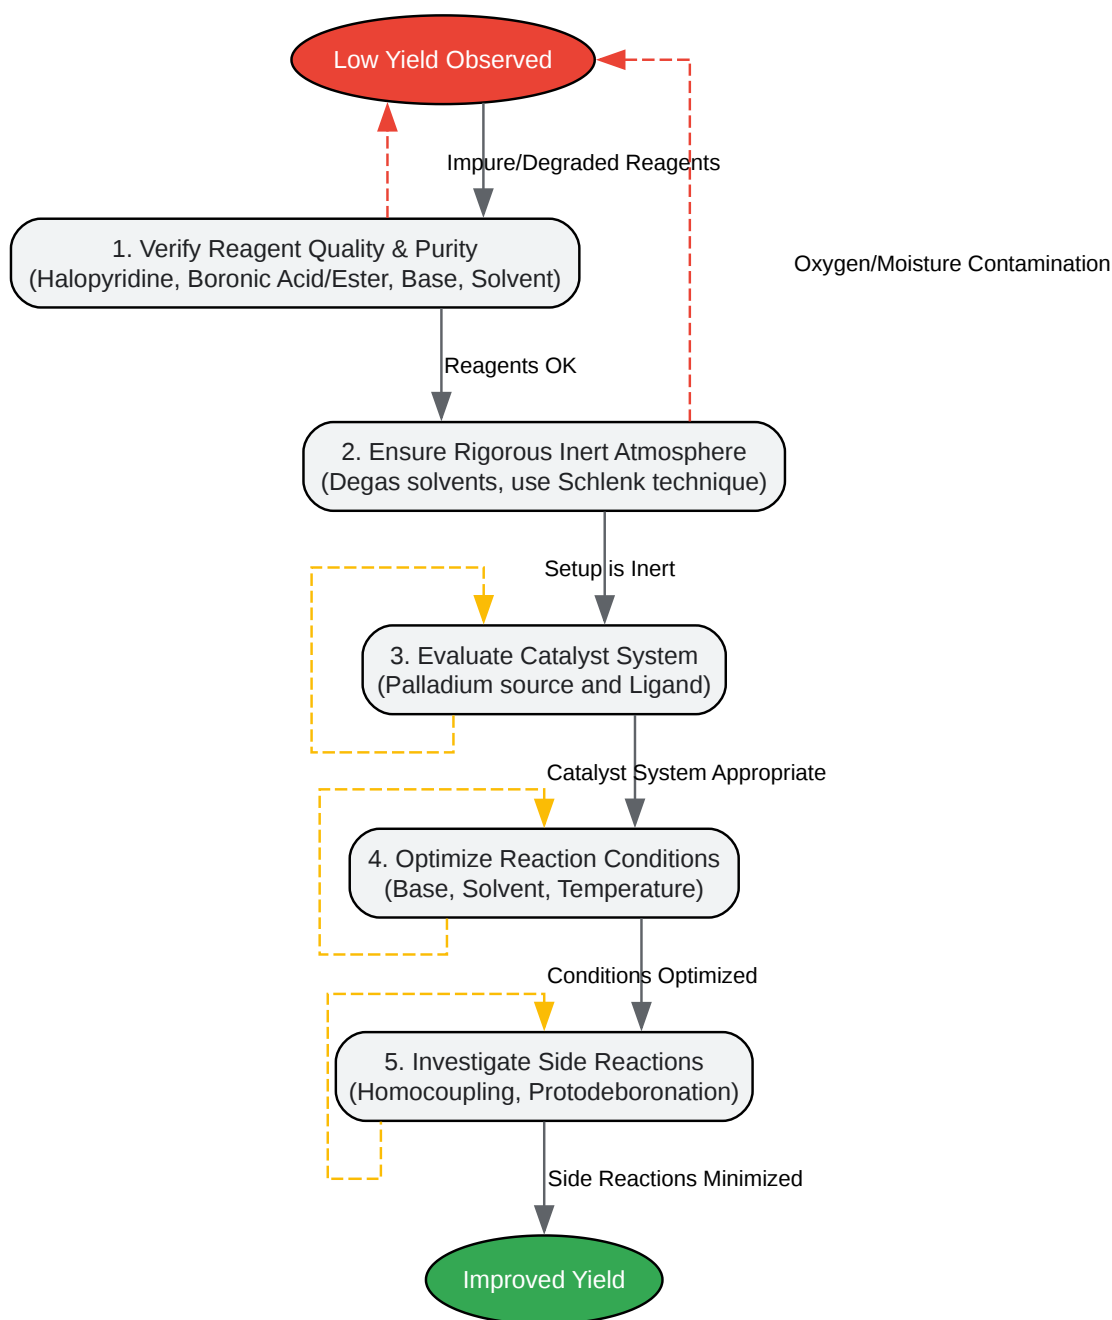 Low Yield Observed
Impure/Degraded Reagents
1. Verify Reagent Quality & Purity
(Halopyridine, Boronic Acid/Ester, Base, Solvent)
Oxygen/Moisture Contamination
Reagents OK
2. Ensure Rigorous Inert Atmosphere
(Degas solvents, use Schlenk technique)
Setup is Inert
3. Evaluate Catalyst System
(Palladium source and Ligand)
Catalyst System Appropriate
4. Optimize Reaction Conditions
(Base, Solvent, Temperature)
Conditions Optimized
5. Investigate Side Reactions
(Homocoupling, Protodeboronation)
Side Reactions Minimized
Improved Yield